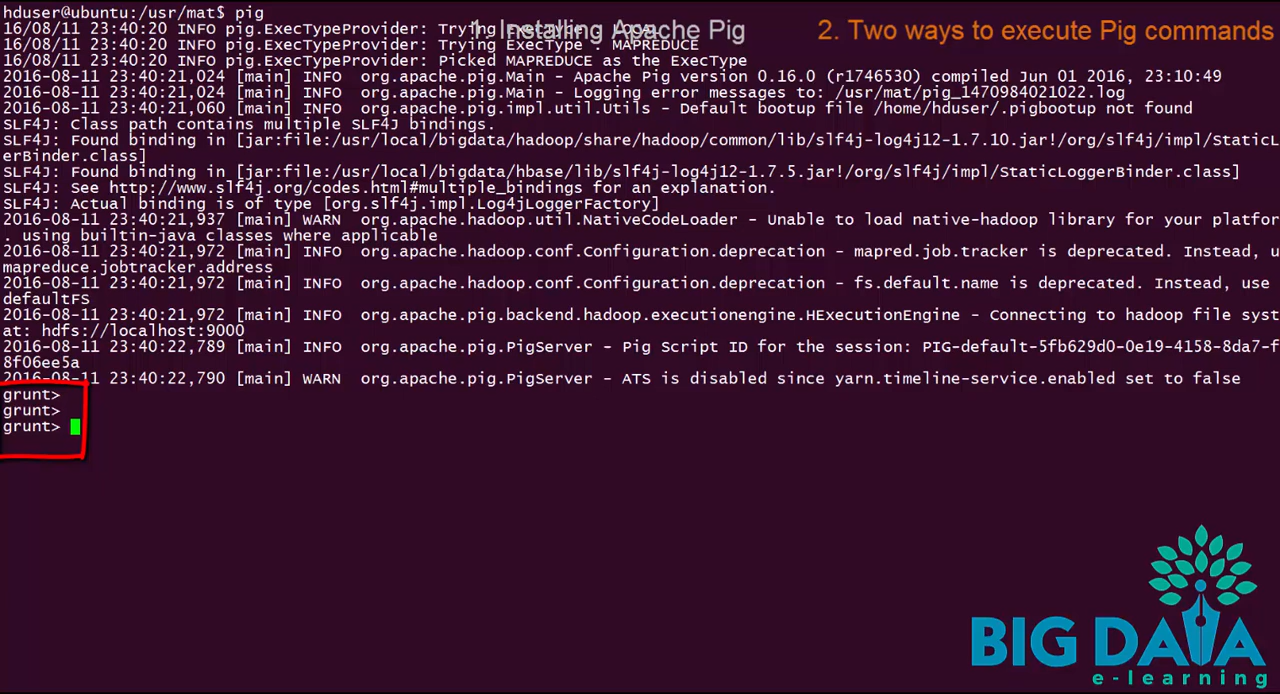 hduser@ubuntu:/usr/mat$ pig
1. Installing Apache Pig
2. Two ways to execute Pig commands
16/08/11 23:40:20 INFO pig.ExecTypeProvider: Trying ExecType : LOCAL
16/08/11 23:40:20 INFO pig.ExecTypeProvider: Trying ExecType : MAPREDUCE
16/08/11 23:40:20 INFO pig.ExecTypeProvider: Picked MAPREDUCE as the ExecType
2016-08-11 23:40:21,024 [main] INFO  org.apache.pig.Main - Apache Pig version 0.16.0 (r1746530) compiled Jun 01 2016, 23:10:49
2016-08-11 23:40:21,024 [main] INFO  org.apache.pig.Main - Logging error messages to: /usr/mat/pig_1470984021022.log
2016-08-11 23:40:21,060 [main] INFO  org.apache.pig.impl.util.Utils - Default bootup file /home/hduser/.pigbootup not found
SLF4J: Class path contains multiple SLF4J bindings.
SLF4J: Found binding in [jar:file:/usr/local/bigdata/hadoop/share/hadoop/common/lib/slf4j-log4j12-1.7.10.jar!/org/slf4j/impl/StaticL
erBinder.class]
SLF4J: Found binding in [jar:file:/usr/local/bigdata/hbase/lib/slf4j-log4j12-1.7.5.jar!/org/slf4j/impl/StaticLoggerBinder.class]
SLF4J: See http://www.slf4j.org/codes.html#multiple_bindings for an explanation.
SLF4J: Actual binding is of type [org.slf4j.impl.Log4jLoggerFactory]
2016-08-11 23:40:21,937 [main] WARN  org.apache.hadoop.util.NativeCodeLoader - Unable to load native-hadoop library for your platfor
. using builtin-java classes where applicable
2016-08-11 23:40:21,972 [main] INFO  org.apache.hadoop.conf.Configuration.deprecation - mapred.job.tracker is deprecated. Instead, u
mapreduce.jobtracker.address
2016-08-11 23:40:21,972 [main] INFO  org.apache.hadoop.conf.Configuration.deprecation - fs.default.name is deprecated. Instead, use
defaultFS
2016-08-11 23:40:21,972 [main] INFO  org.apache.pig.backend.hadoop.executionengine.HExecutionEngine - Connecting to hadoop file syst
at: hdfs://localhost:9000
2016-08-11 23:40:22,789 [main] INFO  org.apache.pig.PigServer - Pig Script ID for the session: PIG-default-5fb629d0-0e19-4158-8da7-f
8f06ee5a
2016-08-11 23:40:22,790 [main] WARN  org.apache.pig.PigServer - ATS is disabled since yarn.timeline-service.enabled set to false
grunt>
grunt>
grunt>
BIG DATA
e-learning